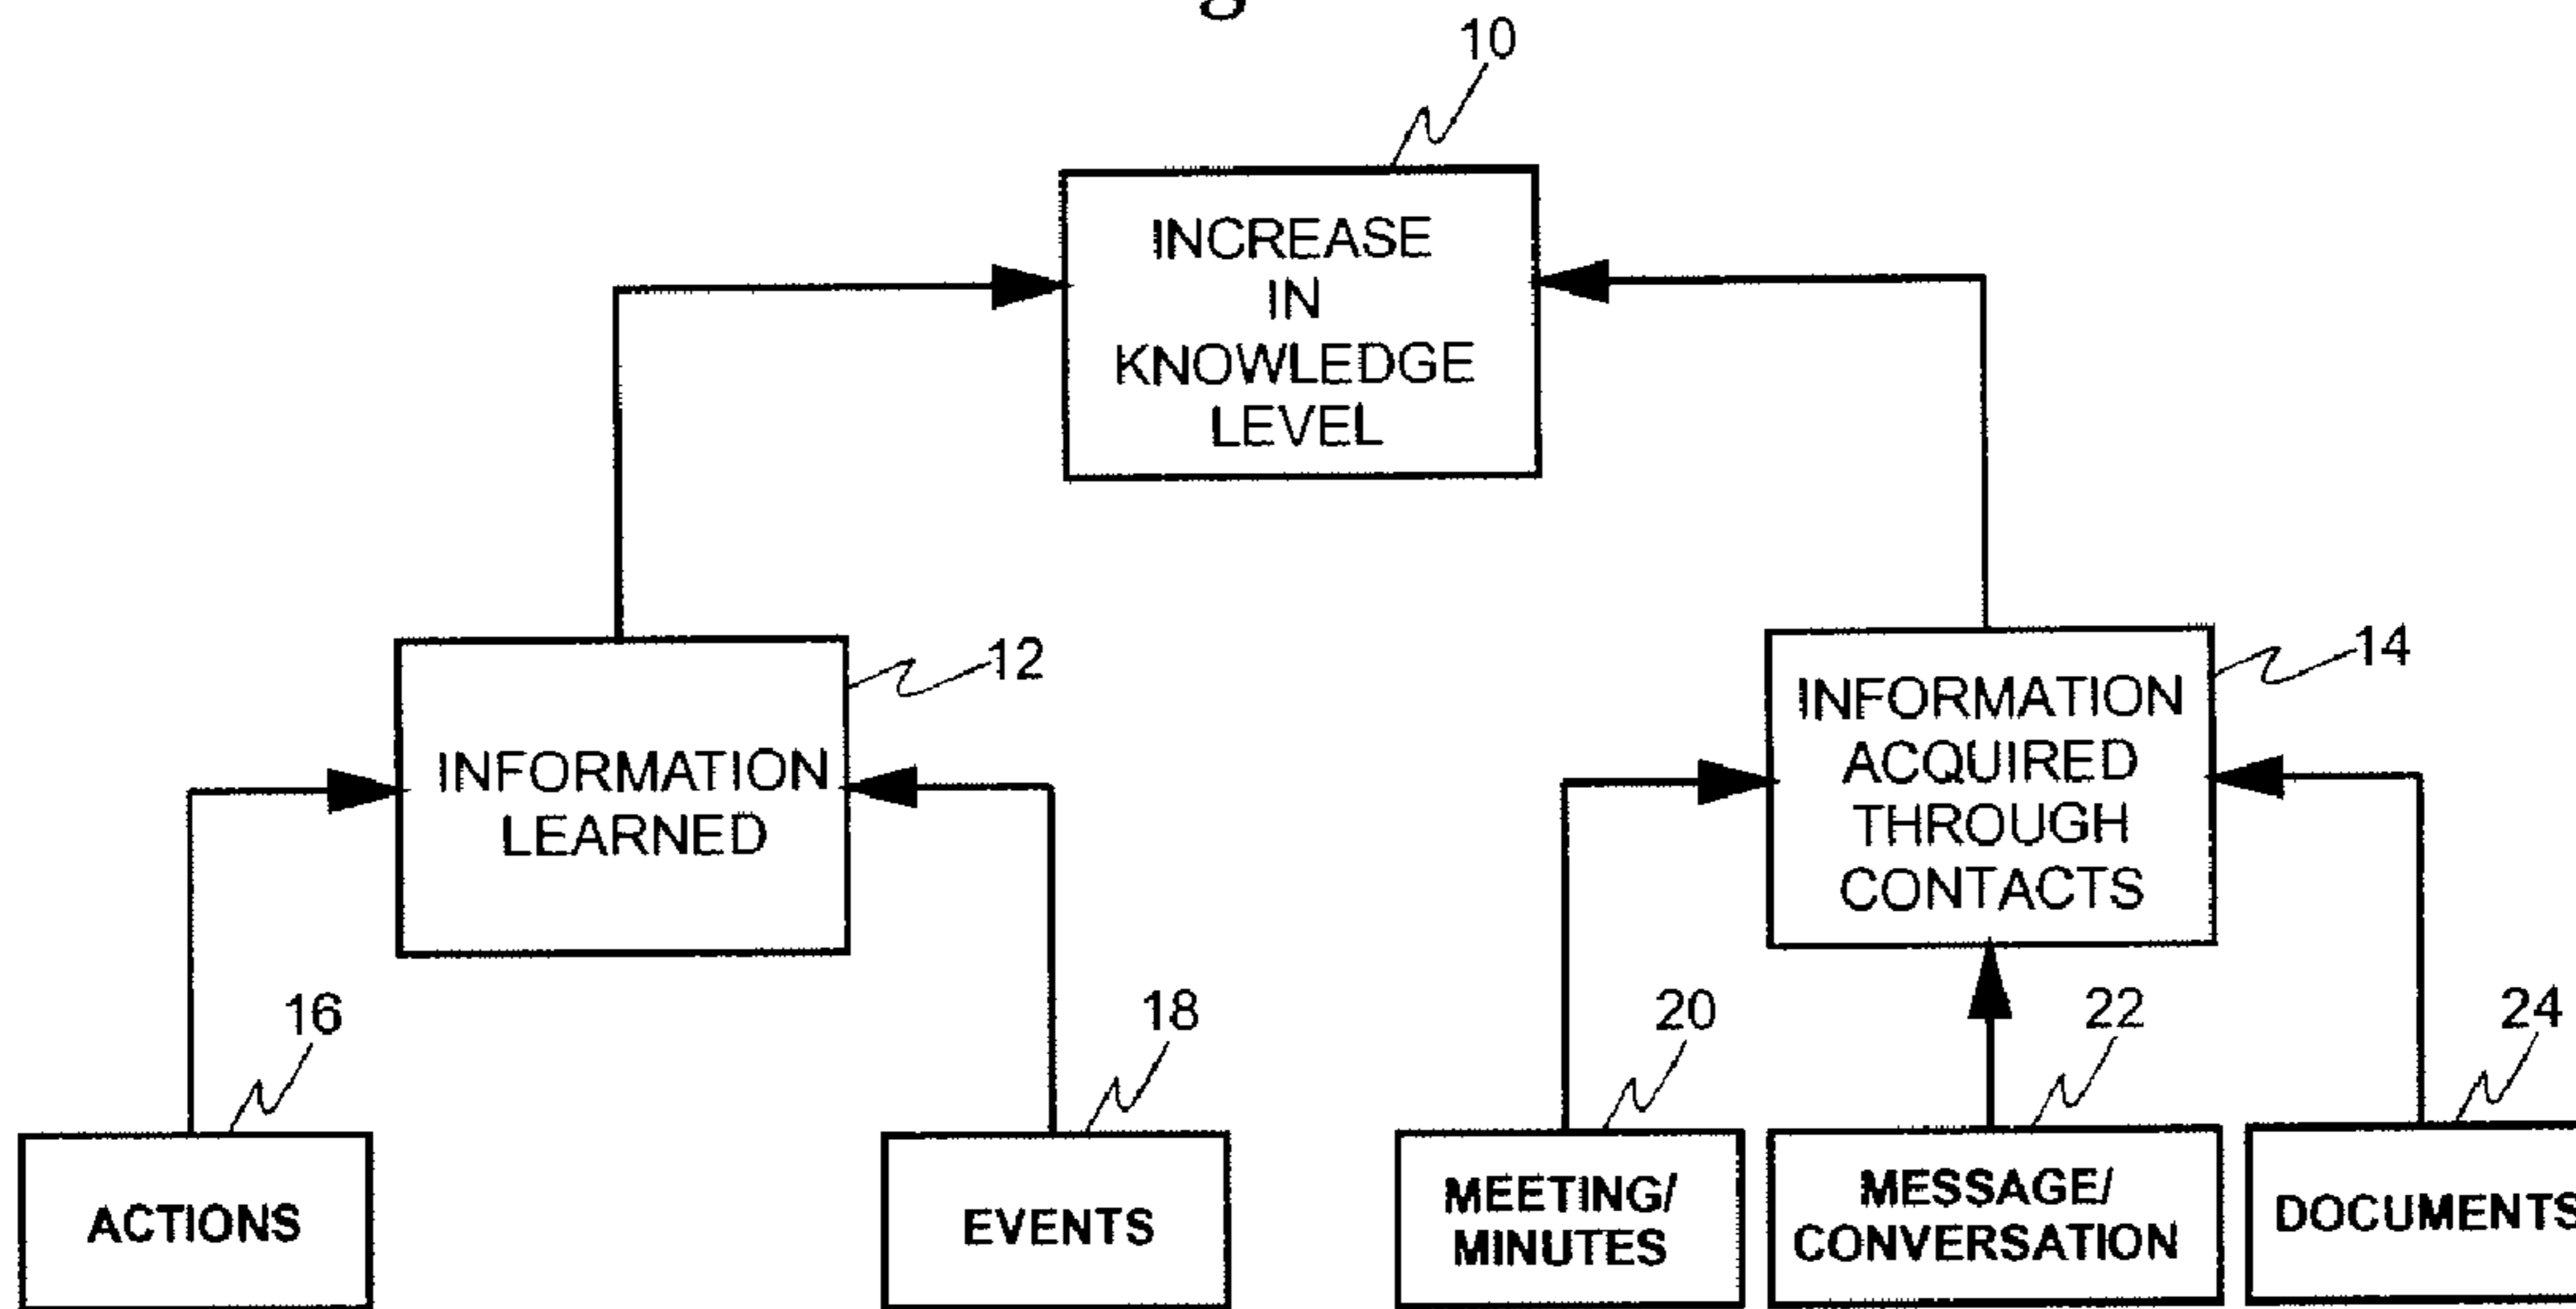 10
INCREASE
IN
KNOWLEDGE
LEVEL
12
INFORMATION
LEARNED
14
INFORMATION
ACQUIRED
THROUGH
CONTACTS
16
ACTIONS
18
EVENTS
20
MEETING/
MINUTES
22
MESSAGE/
CONVERSATION
24
DOCUMENTS